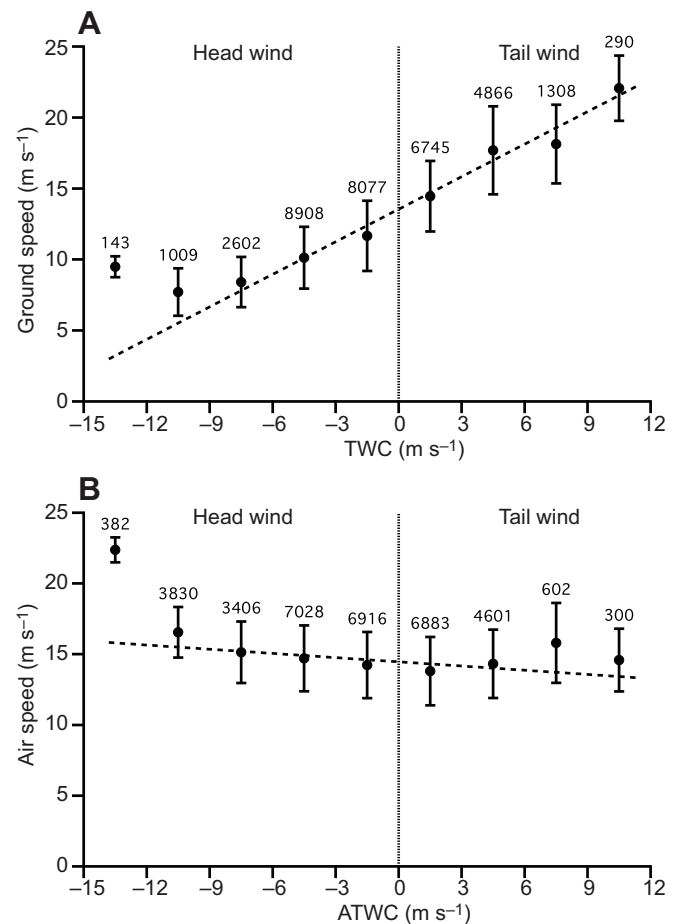 A
Head wind
Tail wind
25
20
15
10
5
0
Ground speed (m s–1)
143
1009
2602
8908
8077
6745
4866
1308
290
–15 –12 –9 –6 –3 0 3 6 9 12
TWC (m s–1)
B
Head wind
Tail wind
25
20
15
10
5
0
Air speed (m s–1)
382
3830
3406
7028
6916
6883
4601
602
300
–15 –12 –9 –6 –3 0 3 6 9 12
ATWC (m s–1)